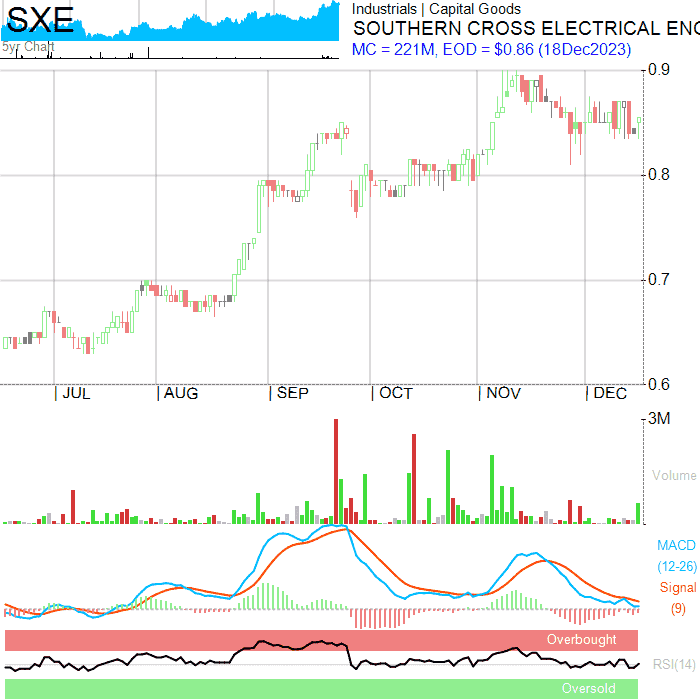 SXE
5yr Chart
Industrials | Capital Goods
SOUTHERN CROSS ELECTRICAL ENG
MC = 221M, EOD = $0.86 (18Dec2023)
0.9
0.8
0.7
0.6
| JUL | AUG | SEP | OCT | NOV | DEC
3M
Volume
MACD
(12-26)
Signal
(9)
Overbought
RSI(14)
Oversold